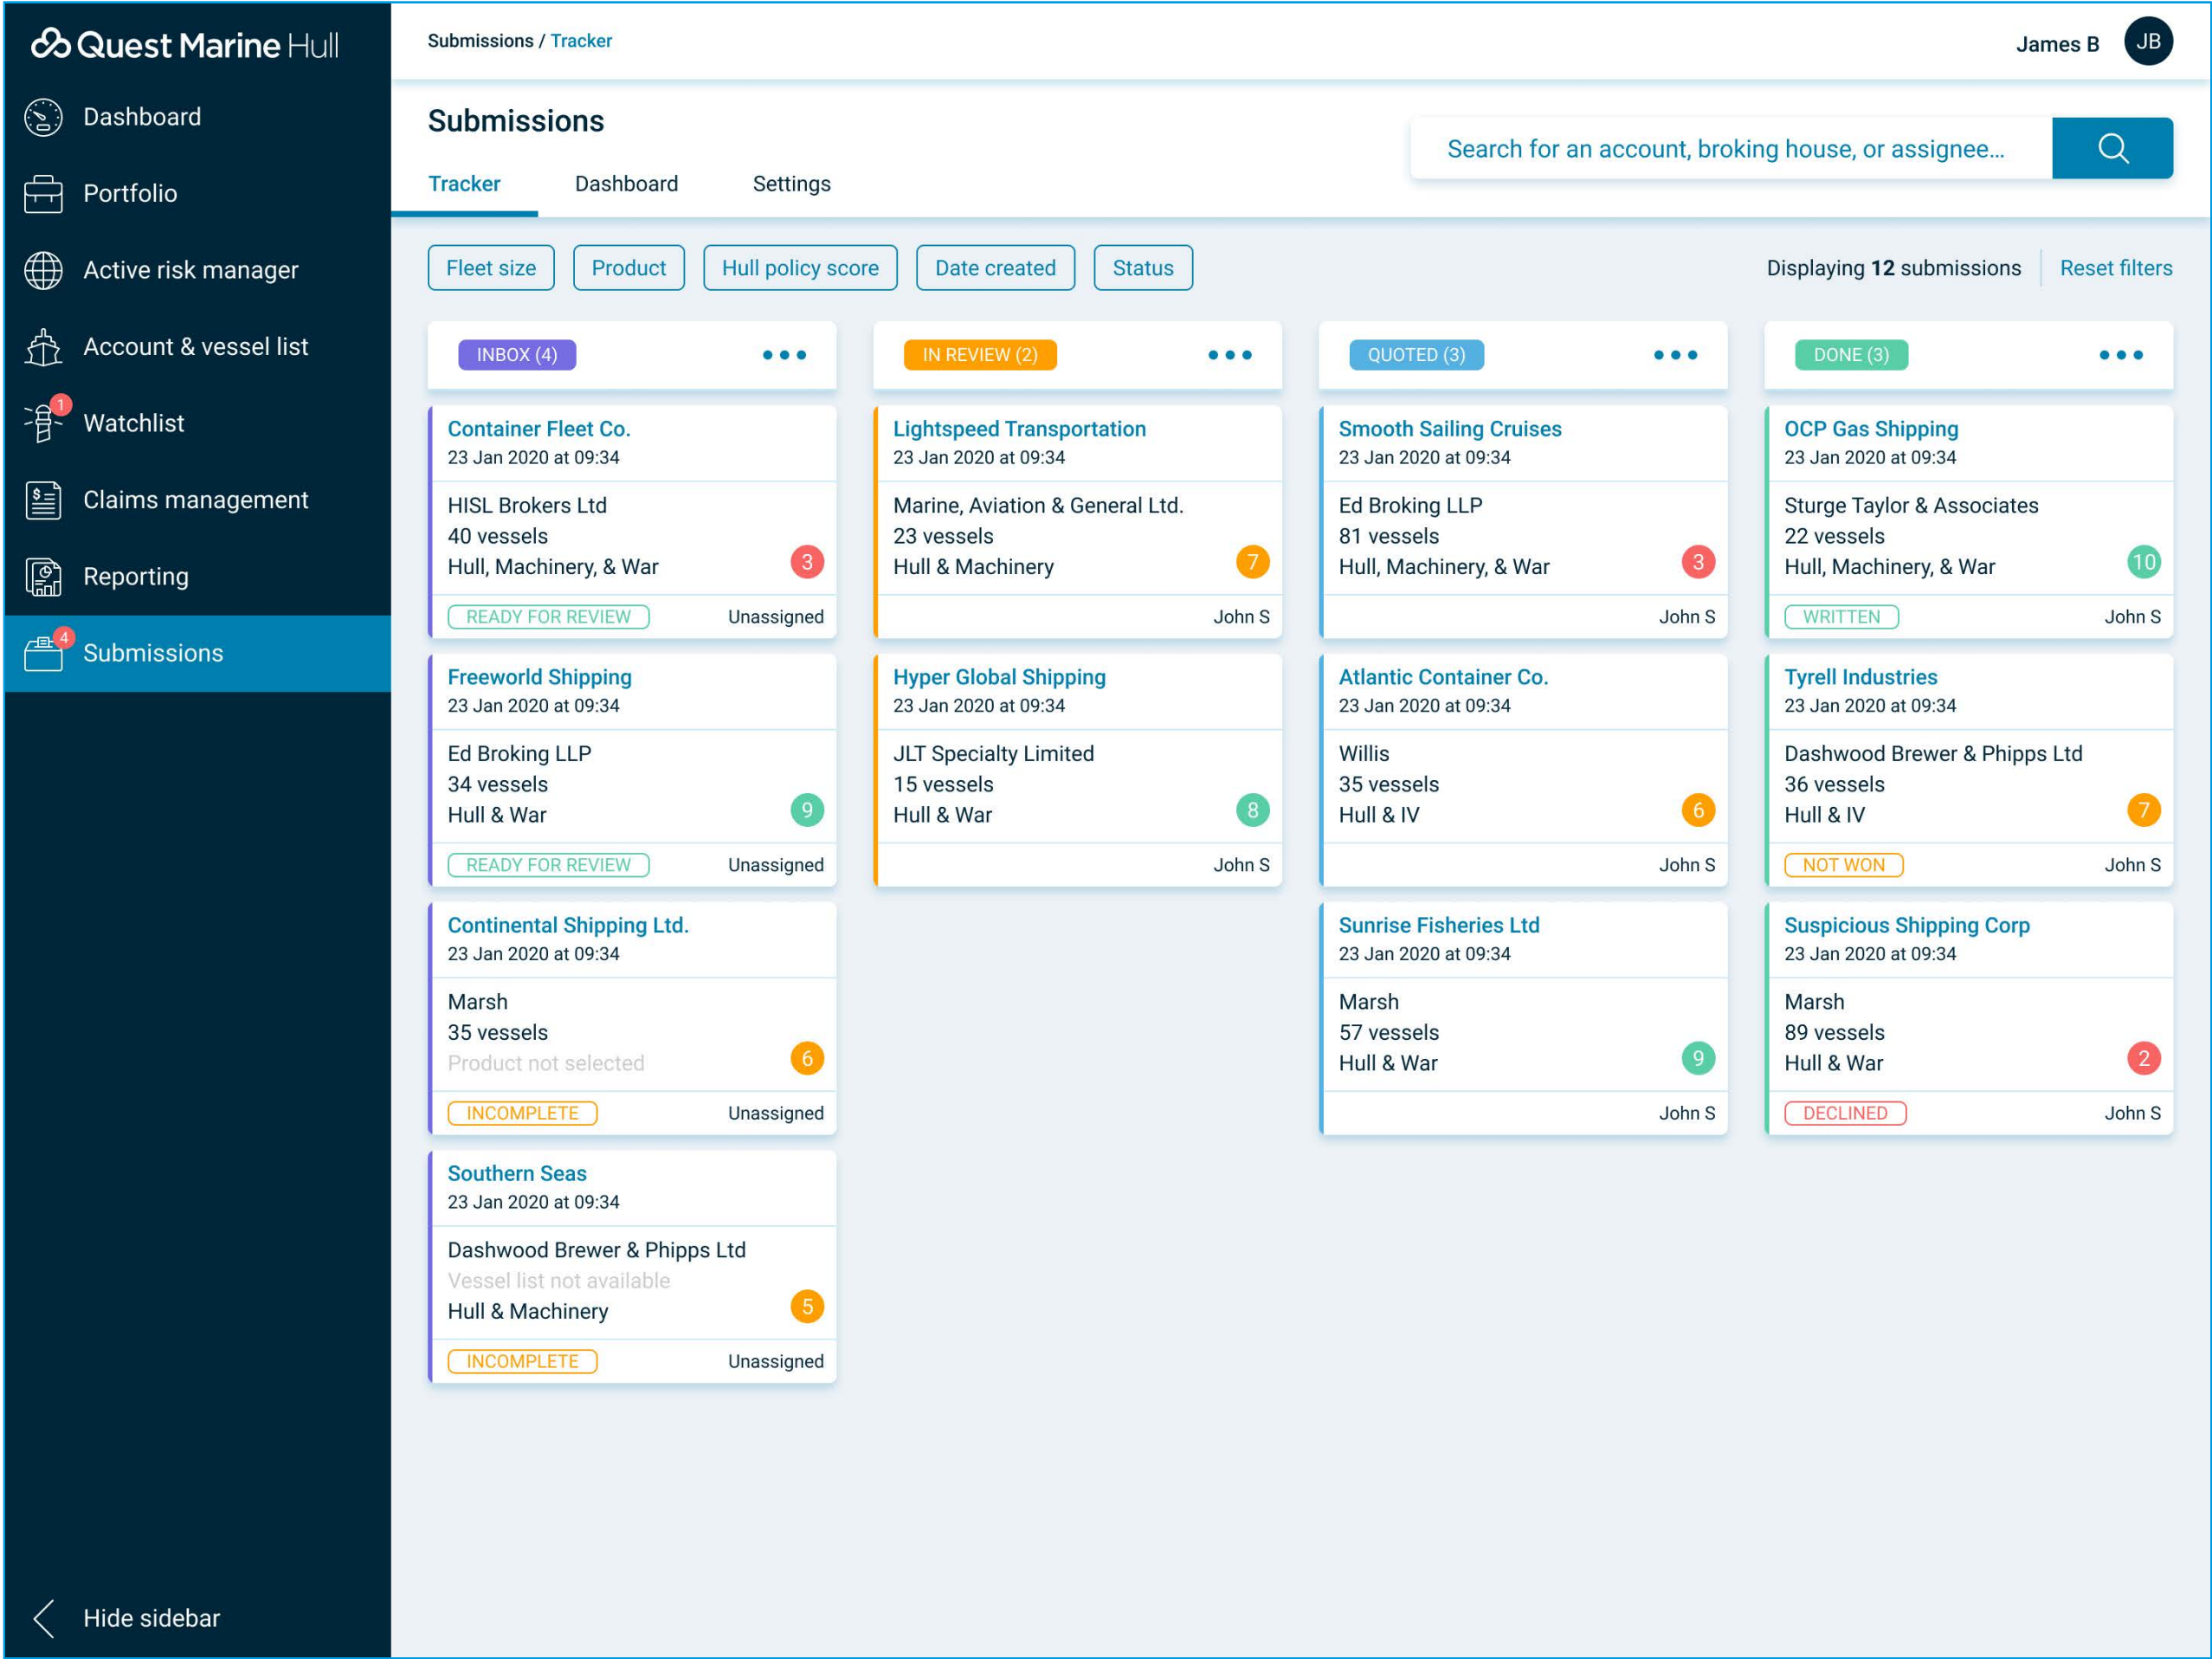 Quest Marine Hull
Dashboard
Portfolio
Active risk manager
Account & vessel list
1
Watchlist
Claims management
Reporting
4
Submissions
Hide sidebar
Submissions / Tracker
James B
JB
Submissions
Search for an account, broking house, or assignee...
Tracker
Dashboard
Settings
Fleet size
Product
Hull policy score
Date created
Status
Displaying 12 submissions
Reset filters
INBOX (4)
Container Fleet Co.
23 Jan 2020 at 09:34
HISL Brokers Ltd
40 vessels
Hull, Machinery, & War
3
READY FOR REVIEW
Unassigned
Freeworld Shipping
23 Jan 2020 at 09:34
Ed Broking LLP
34 vessels
Hull & War
9
READY FOR REVIEW
Unassigned
Continental Shipping Ltd.
23 Jan 2020 at 09:34
Marsh
35 vessels
Product not selected
6
INCOMPLETE
Unassigned
Southern Seas
23 Jan 2020 at 09:34
Dashwood Brewer & Phipps Ltd
Vessel list not available
Hull & Machinery
5
INCOMPLETE
Unassigned
IN REVIEW (2)
Lightspeed Transportation
23 Jan 2020 at 09:34
Marine, Aviation & General Ltd.
23 vessels
Hull & Machinery
7
John S
Hyper Global Shipping
23 Jan 2020 at 09:34
JLT Specialty Limited
15 vessels
Hull & War
8
John S
QUOTED (3)
Smooth Sailing Cruises
23 Jan 2020 at 09:34
Ed Broking LLP
81 vessels
Hull, Machinery, & War
3
John S
Atlantic Container Co.
23 Jan 2020 at 09:34
Willis
35 vessels
Hull & IV
6
John S
Sunrise Fisheries Ltd
23 Jan 2020 at 09:34
Marsh
57 vessels
Hull & War
9
John S
DONE (3)
OCP Gas Shipping
23 Jan 2020 at 09:34
Sturge Taylor & Associates
22 vessels
Hull, Machinery, & War
10
WRITTEN
John S
Tyrell Industries
23 Jan 2020 at 09:34
Dashwood Brewer & Phipps Ltd
36 vessels
Hull & IV
7
NOT WON
John S
Suspicious Shipping Corp
23 Jan 2020 at 09:34
Marsh
89 vessels
Hull & War
2
DECLINED
John S